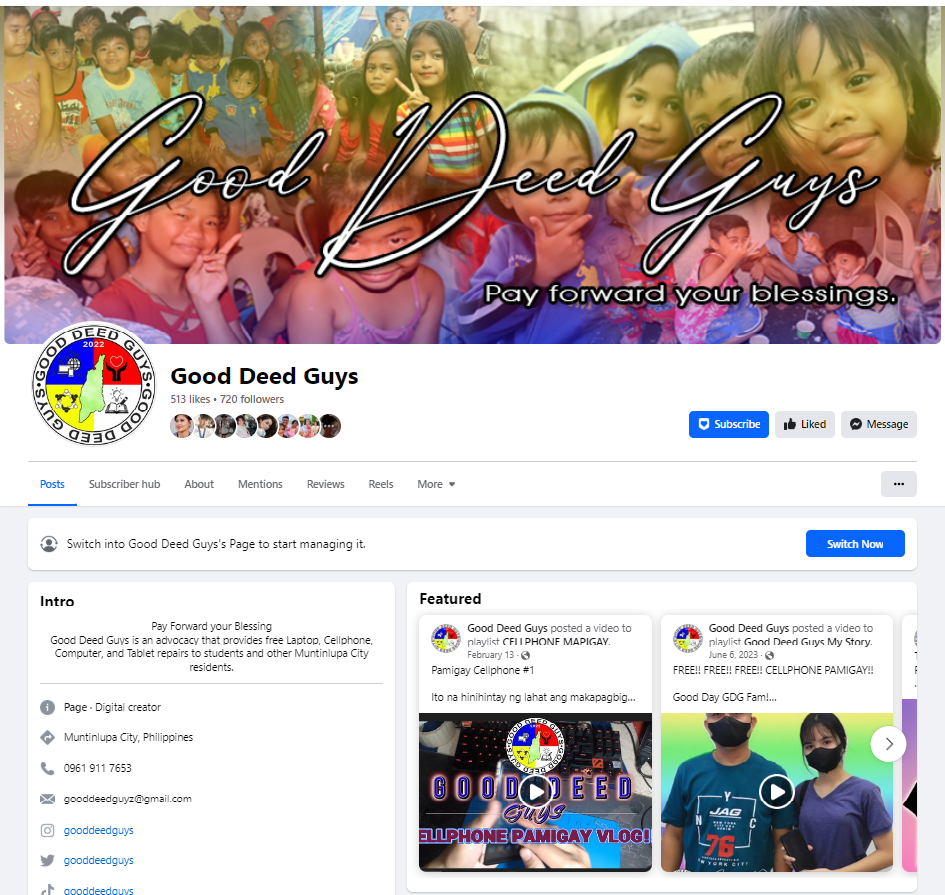 Good Deed Guys
Pay forward your blessings.
GOOD DEED GUYS • GOOD DEED GUYS •
2022
Good Deed Guys
513 likes • 720 followers
Subscribe
Liked
Message
Posts
Subscriber hub
About
Mentions
Reviews
Reels
More
Switch into Good Deed Guys's Page to start managing it.
Switch Now
Intro
Pay Forward your Blessing
Good Deed Guys is an advocacy that provides free Laptop, Cellphone,
Computer, and Tablet repairs to students and other Muntinlupa City
residents.
Page · Digital creator
Muntinlupa City, Philippines
0961 911 7653
gooddeedguyz@gmail.com
gooddeedguys
gooddeedguys
gooddeedguys
Featured
Good Deed Guys posted a video to
playlist CELLPHONE MAPIGAY.
February 13 ·
Pamigay Cellphone #1
Ito na hinihintay ng lahat ang makapagbig...
GOOD DEED
Guys
ELLPHONE PAMIGAY VLOG!
Good Deed Guys posted a video to
playlist Good Deed Guys My Story.
June 6, 2023 ·
FREE!! FREE!! FREE!! CELLPHONE PAMIGAY!!
Good Day GDG Fam!...
JAG
NEW YORK
76